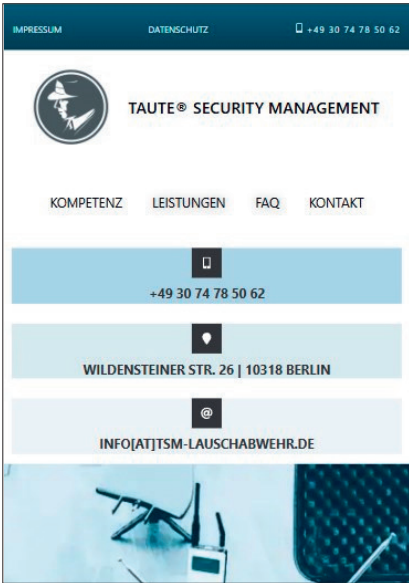 IMPRESSUM DATENSCHUTZ +49 30 74 78 50 62
TAUTE® SECURITY MANAGEMENT
KOMPETENZ LEISTUNGEN FAQ KONTAKT
+49 30 74 78 50 62
WILDENSTEINER STR. 26 | 10318 BERLIN
@
INFO[AT]TSM-LAUSCHABWEHR.DE